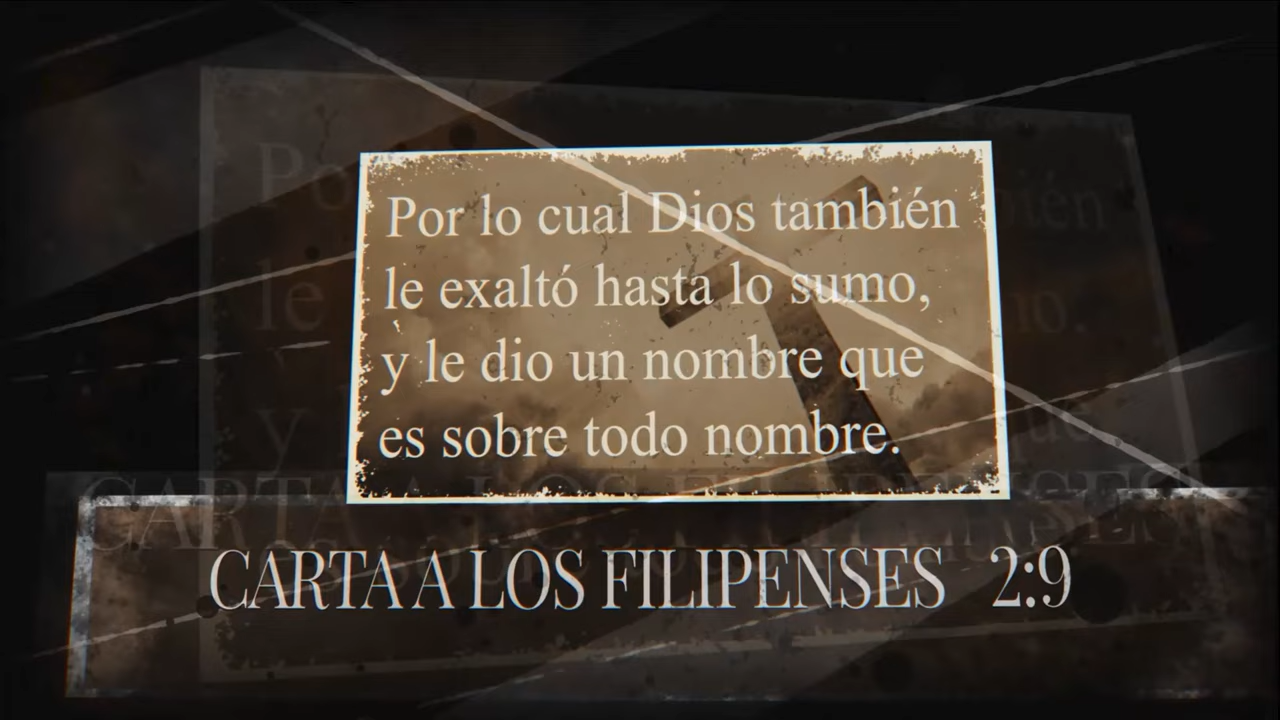 Por lo cual Dios también
le exaltó hasta lo sumo,
y le dio un nombre que
es sobre todo nombre.
CARTA A LOS FILIPENSES 2:9